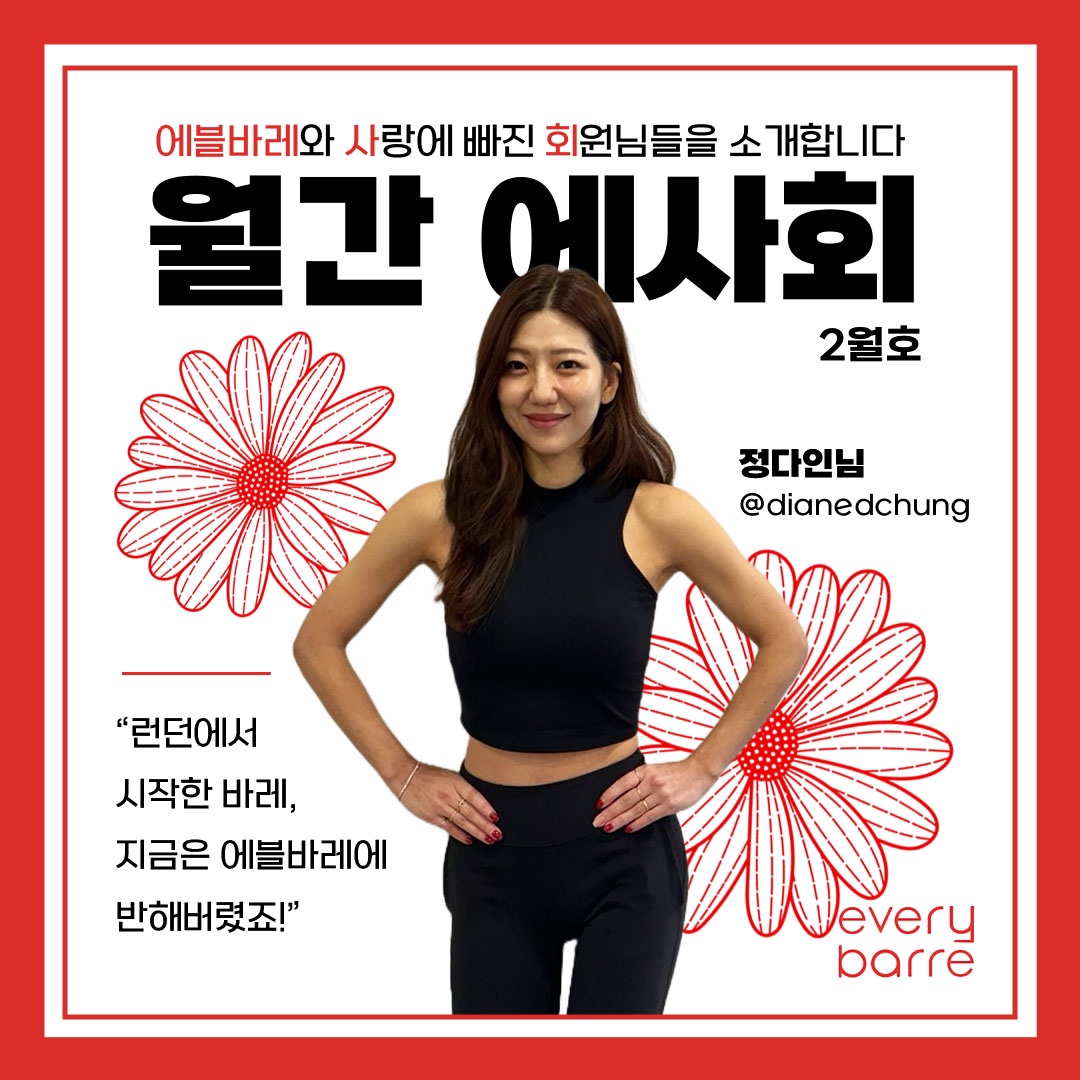 에블바레와 사랑에 빠진 회원님들을 소개합니다
월간 에사회
2월호
정다인님
@dianedchung
“런던에서
시작한 바레,
지금은 에블바레에
반해버렸죠!”
every
barre